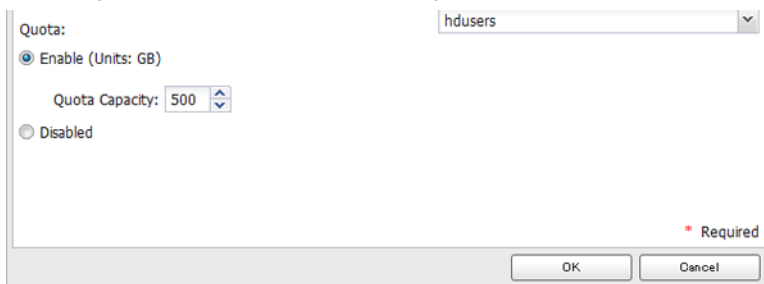 hdusers
Quota:
Enable (Units: GB)
Quota Capacity: 500
Disabled
* Required
OK Cancel